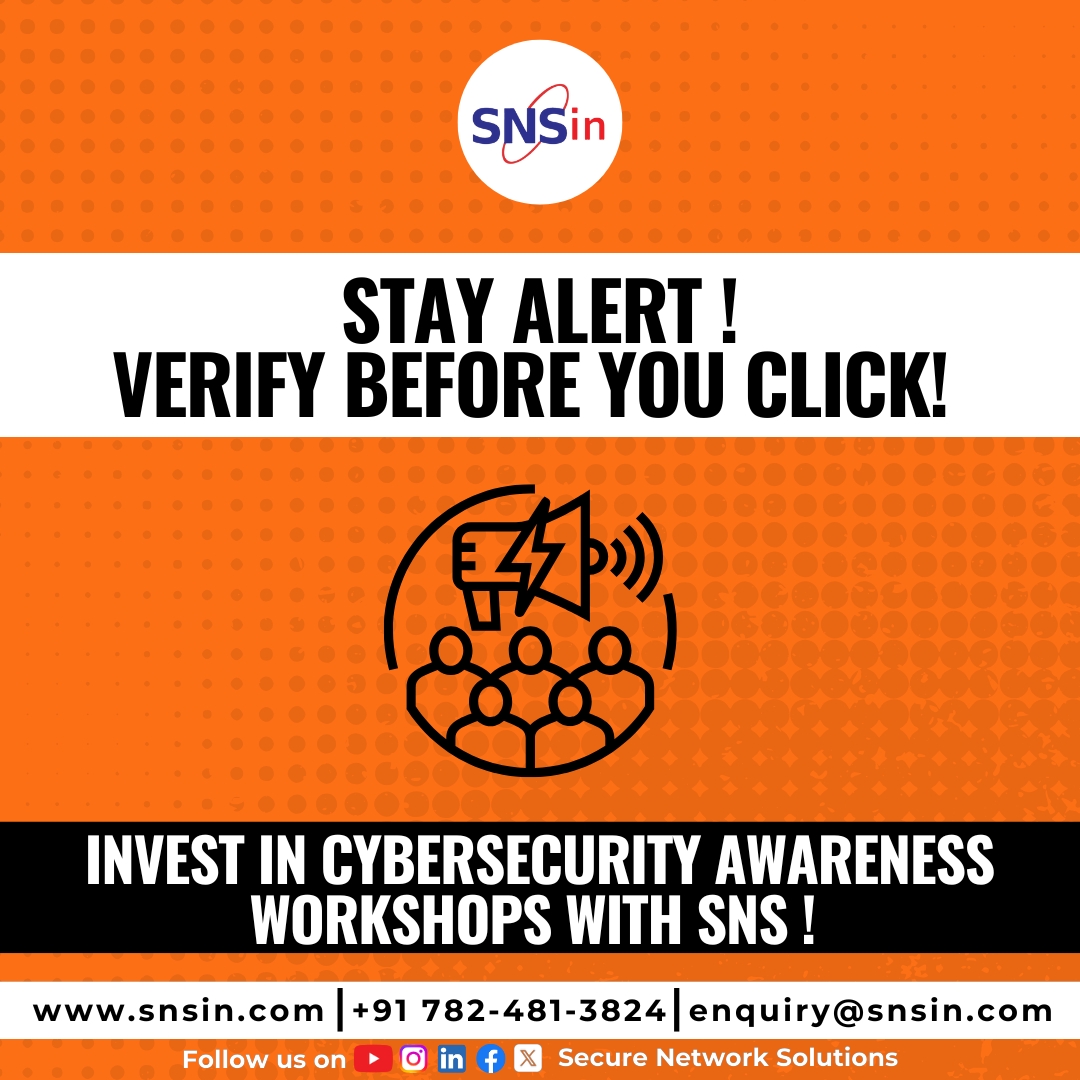 SNSin
STAY ALERT !
VERIFY BEFORE YOU CLICK!
INVEST IN CYBERSECURITY AWARENESS
WORKSHOPS WITH SNS !
www.snsin.com|+91 782-481-3824|enquiry@snsin.com
Follow us on Secure Network Solutions